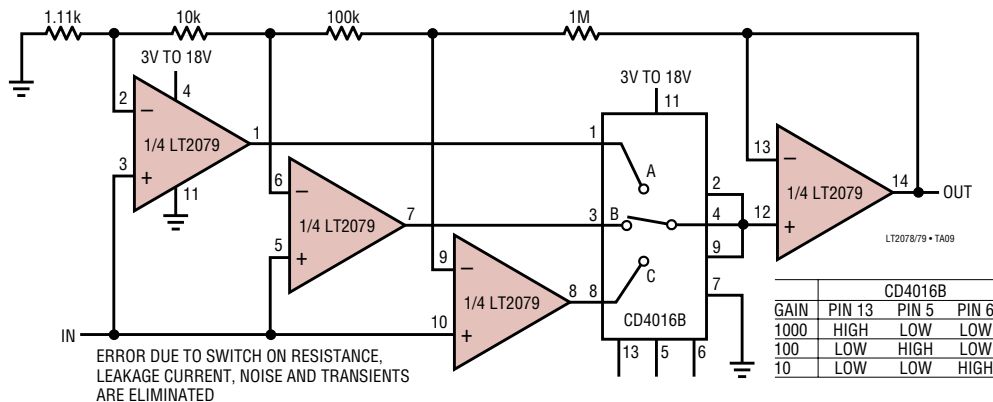 1.11k 10k 100k 1M
3V TO 18V
4
2
1/4 LT2079
1
3
11
3V TO 18V
11
1
A
13
6
1/4 LT2079
7
5
3
B
2
4
9
12
1/4 LT2079
14
OUT
LT2078/79 • TA09
9
1/4 LT2079
8
8
C
7
10
CD4016B
IN
13 5 6
ERROR DUE TO SWITCH ON RESISTANCE,
LEAKAGE CURRENT, NOISE AND TRANSIENTS
ARE ELIMINATED
CD4016B
GAIN PIN 13 PIN 5 PIN 6
1000 HIGH LOW LOW
100 LOW HIGH LOW
10 LOW LOW HIGH